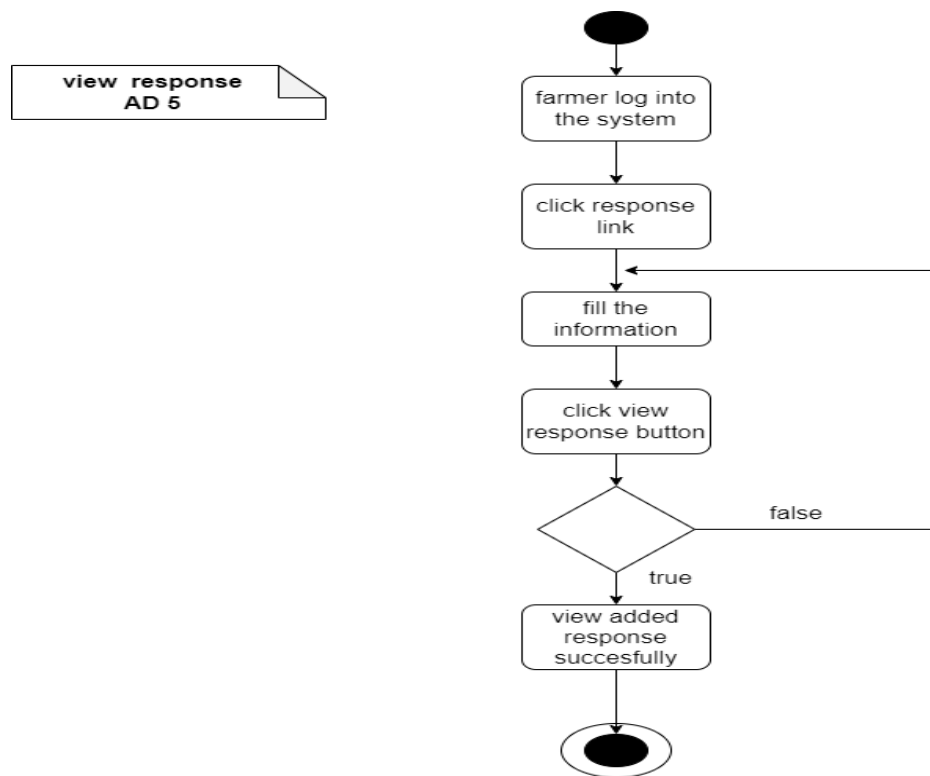 view response
AD 5
farmer log into
the system
click response
link
fill the
information
click view
response button
false
true
view added
response
succesfully